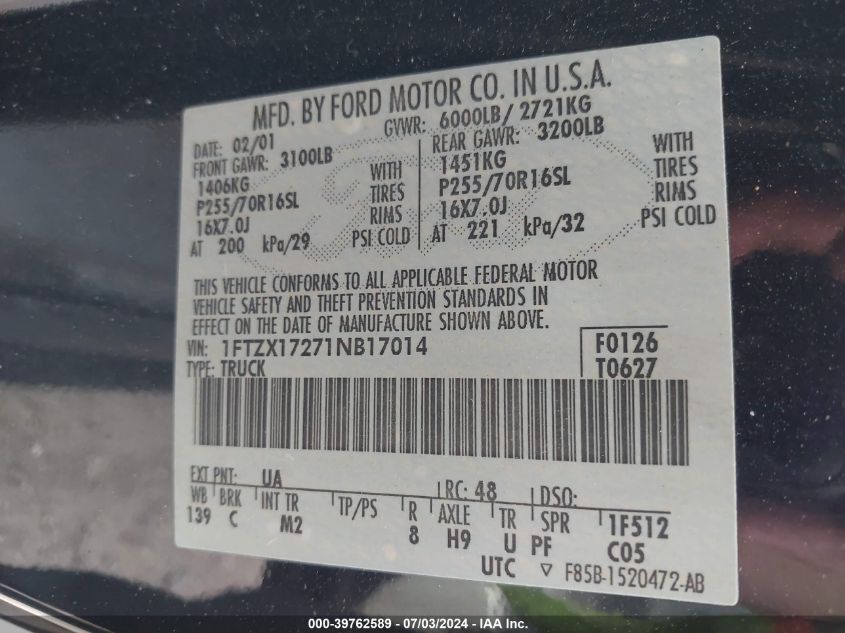 MFD. BY FORD MOTOR CO. IN U.S.A.
DATE: 02/01 GVWR: 6000LB/ 2721KG
FRONT GAWR: 3100LB REAR GAWR: 3200LB
1406KG WITH 1451KG WITH
P255/70R16SL TIRES P255/70R16SL TIRES
16X7.0J RIMS 16X7.0J RIMS
AT 200 kPa/29 PSI COLD AT 221 kPa/32 PSI COLD
THIS VEHICLE CONFORMS TO ALL APPLICABLE FEDERAL MOTOR
VEHICLE SAFETY AND THEFT PREVENTION STANDARDS IN
EFFECT ON THE DATE OF MANUFACTURE SHOWN ABOVE.
VIN: 1FTZX17271NB17014 F0126
TYPE: TRUCK T0627
EXT PNT: UA RC: 48 DSO:
WB BRK INT TR TP/PS R AXLE TR SPR 1F512
139 C M2 8 H9 U PF C05
UTC ▽ F85B-1520472-AB
000-39762589 - 07/03/2024 - IAA Inc.